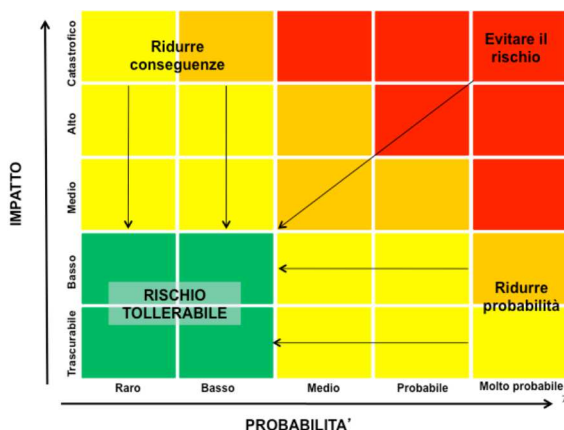 IMPATTO
Catastrofico
Alto
Medio
Basso
Trascurabile
Ridurre
conseguenze
Evitare il
rischio
RISCHIO
TOLLERABILE
Ridurre
probabilità
Raro
Basso
Medio
Probabile
Molto probabile
PROBABILITA'